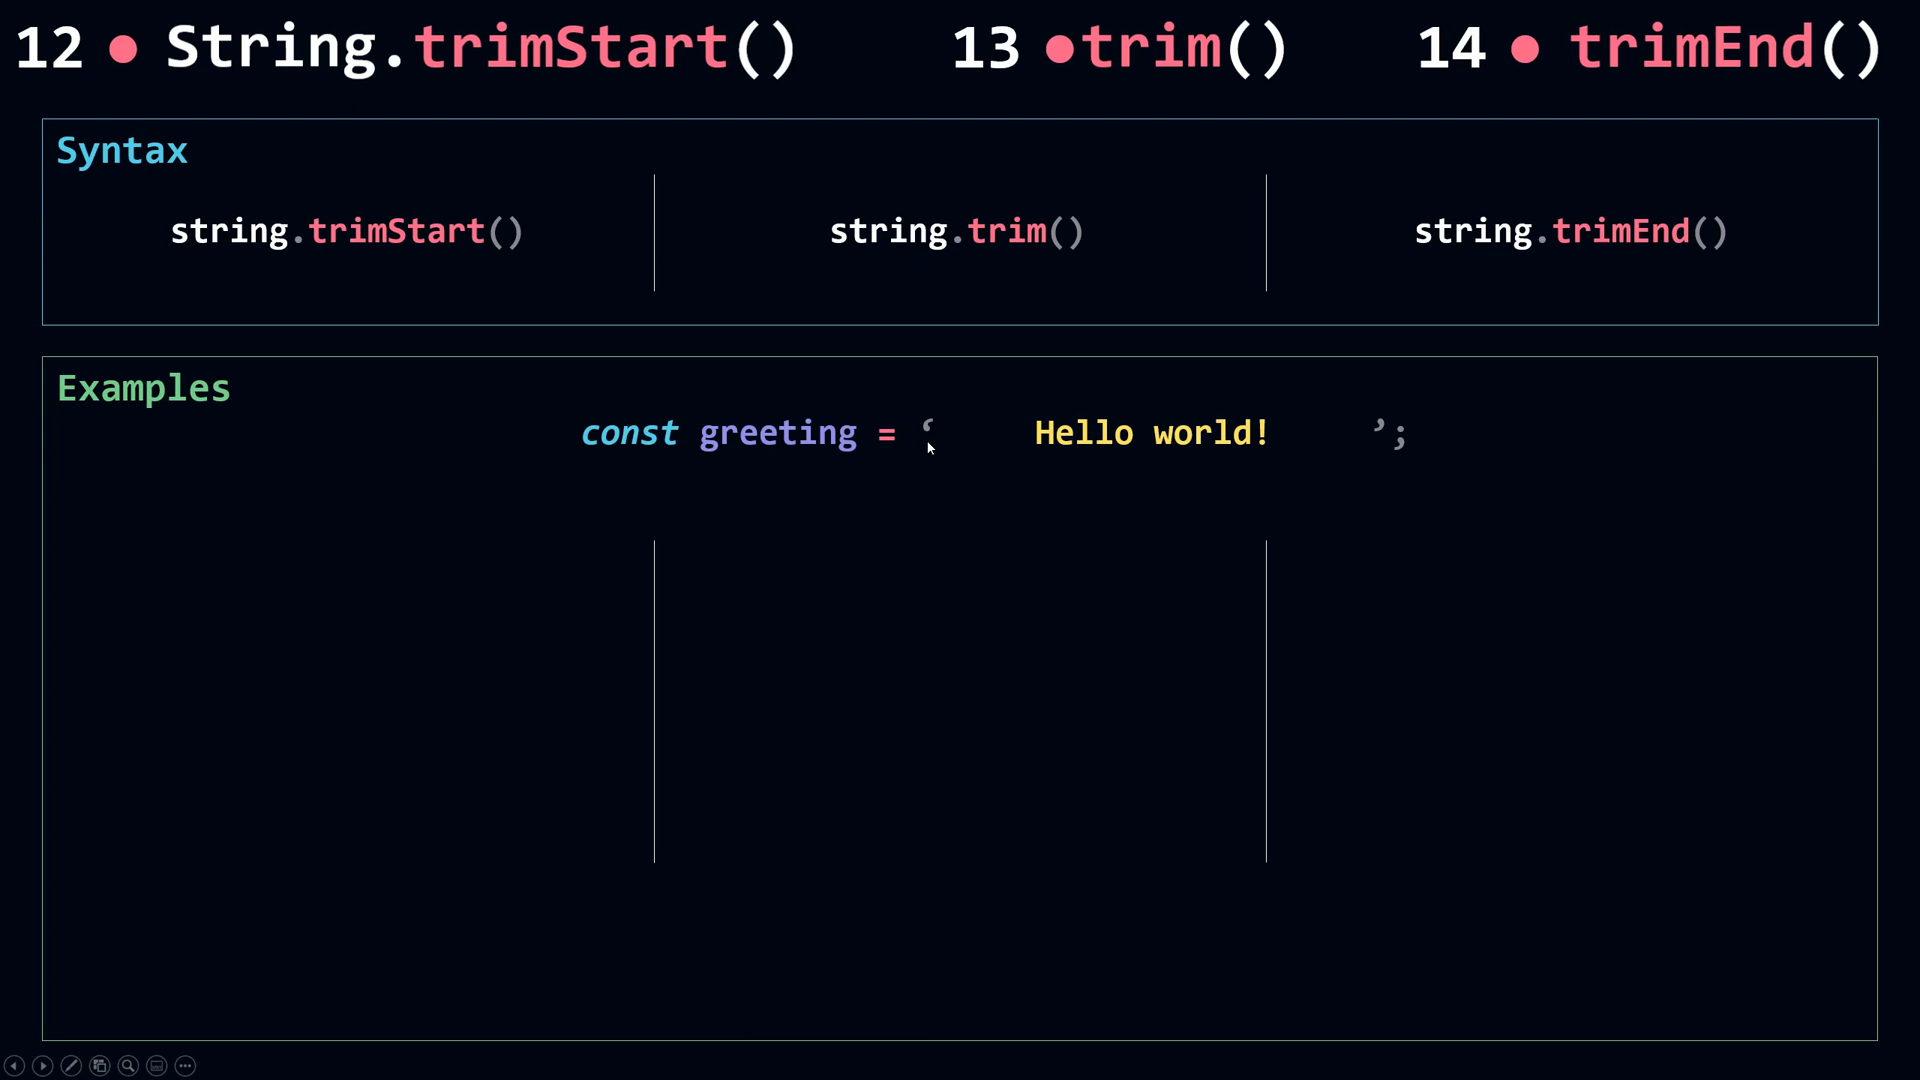 12 • String.trimStart() 13 •trim() 14 • trimEnd()
Syntax
string.trimStart() string.trim() string.trimEnd()
Examples
const greeting = ‘     Hello world!     ’;